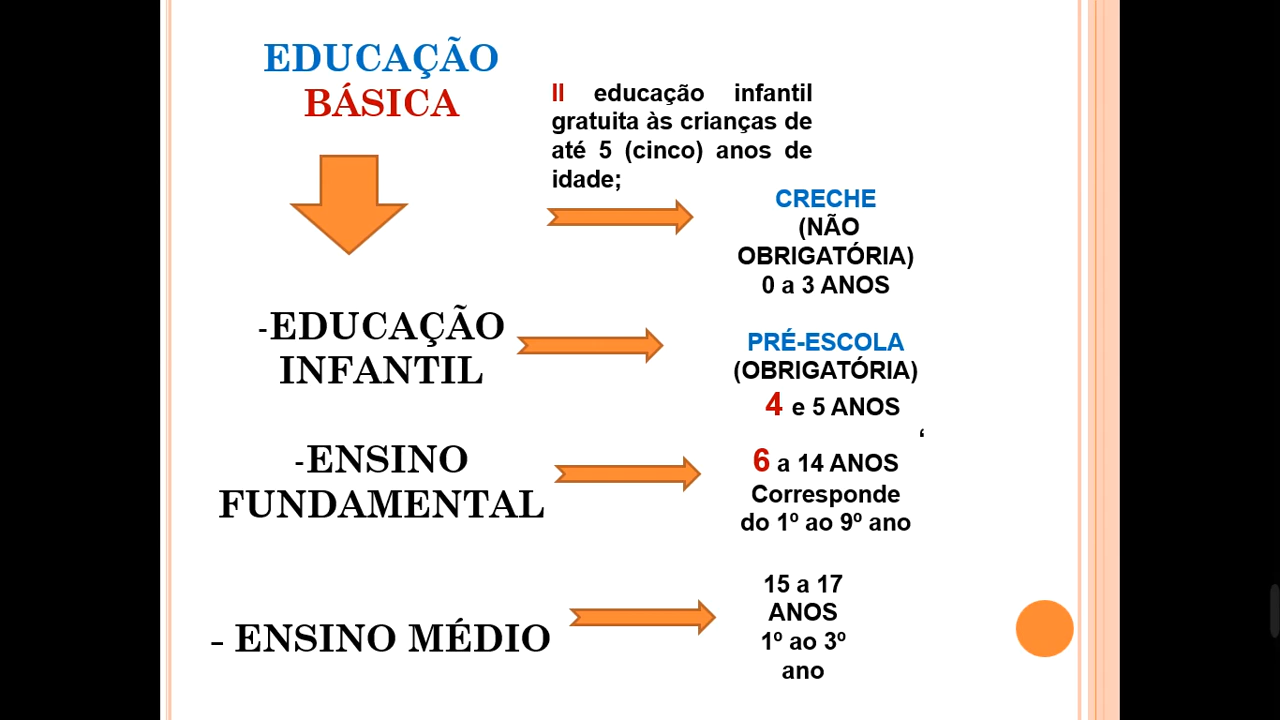 EDUCAÇÃO
BÁSICA
II educação infantil
gratuita às crianças de
até 5 (cinco) anos de
idade;
CRECHE
(NÃO
OBRIGATÓRIA)
0 a 3 ANOS
-EDUCAÇÃO
INFANTIL
PRÉ-ESCOLA
(OBRIGATÓRIA)
4 e 5 ANOS
‘
-ENSINO
FUNDAMENTAL
6 a 14 ANOS
Corresponde
do 1º ao 9º ano
- ENSINO MÉDIO
15 a 17
ANOS
1º ao 3º
ano